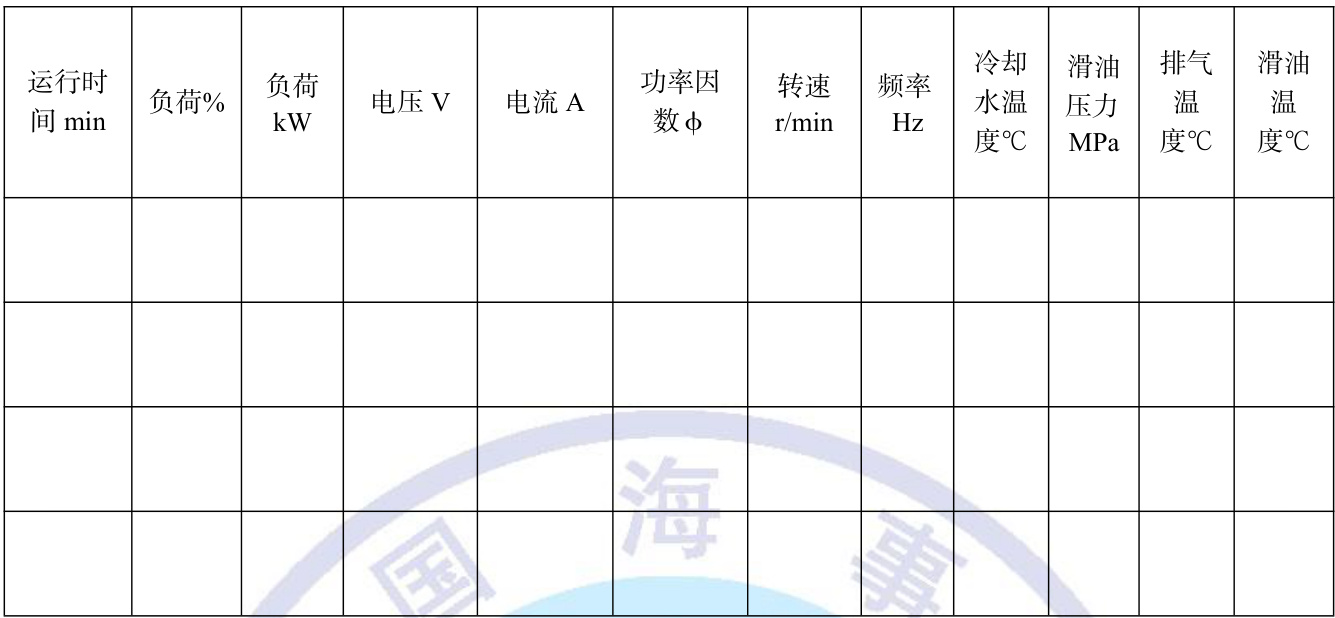 运行时
间 min
负荷%
负荷
kW
电压 V
电流 A
功率因
数ϕ
转速
r/min
频率
Hz
冷却
水温
度℃
滑油
压力
MPa
排气
温
度℃
滑油
温
度℃
国 海 事